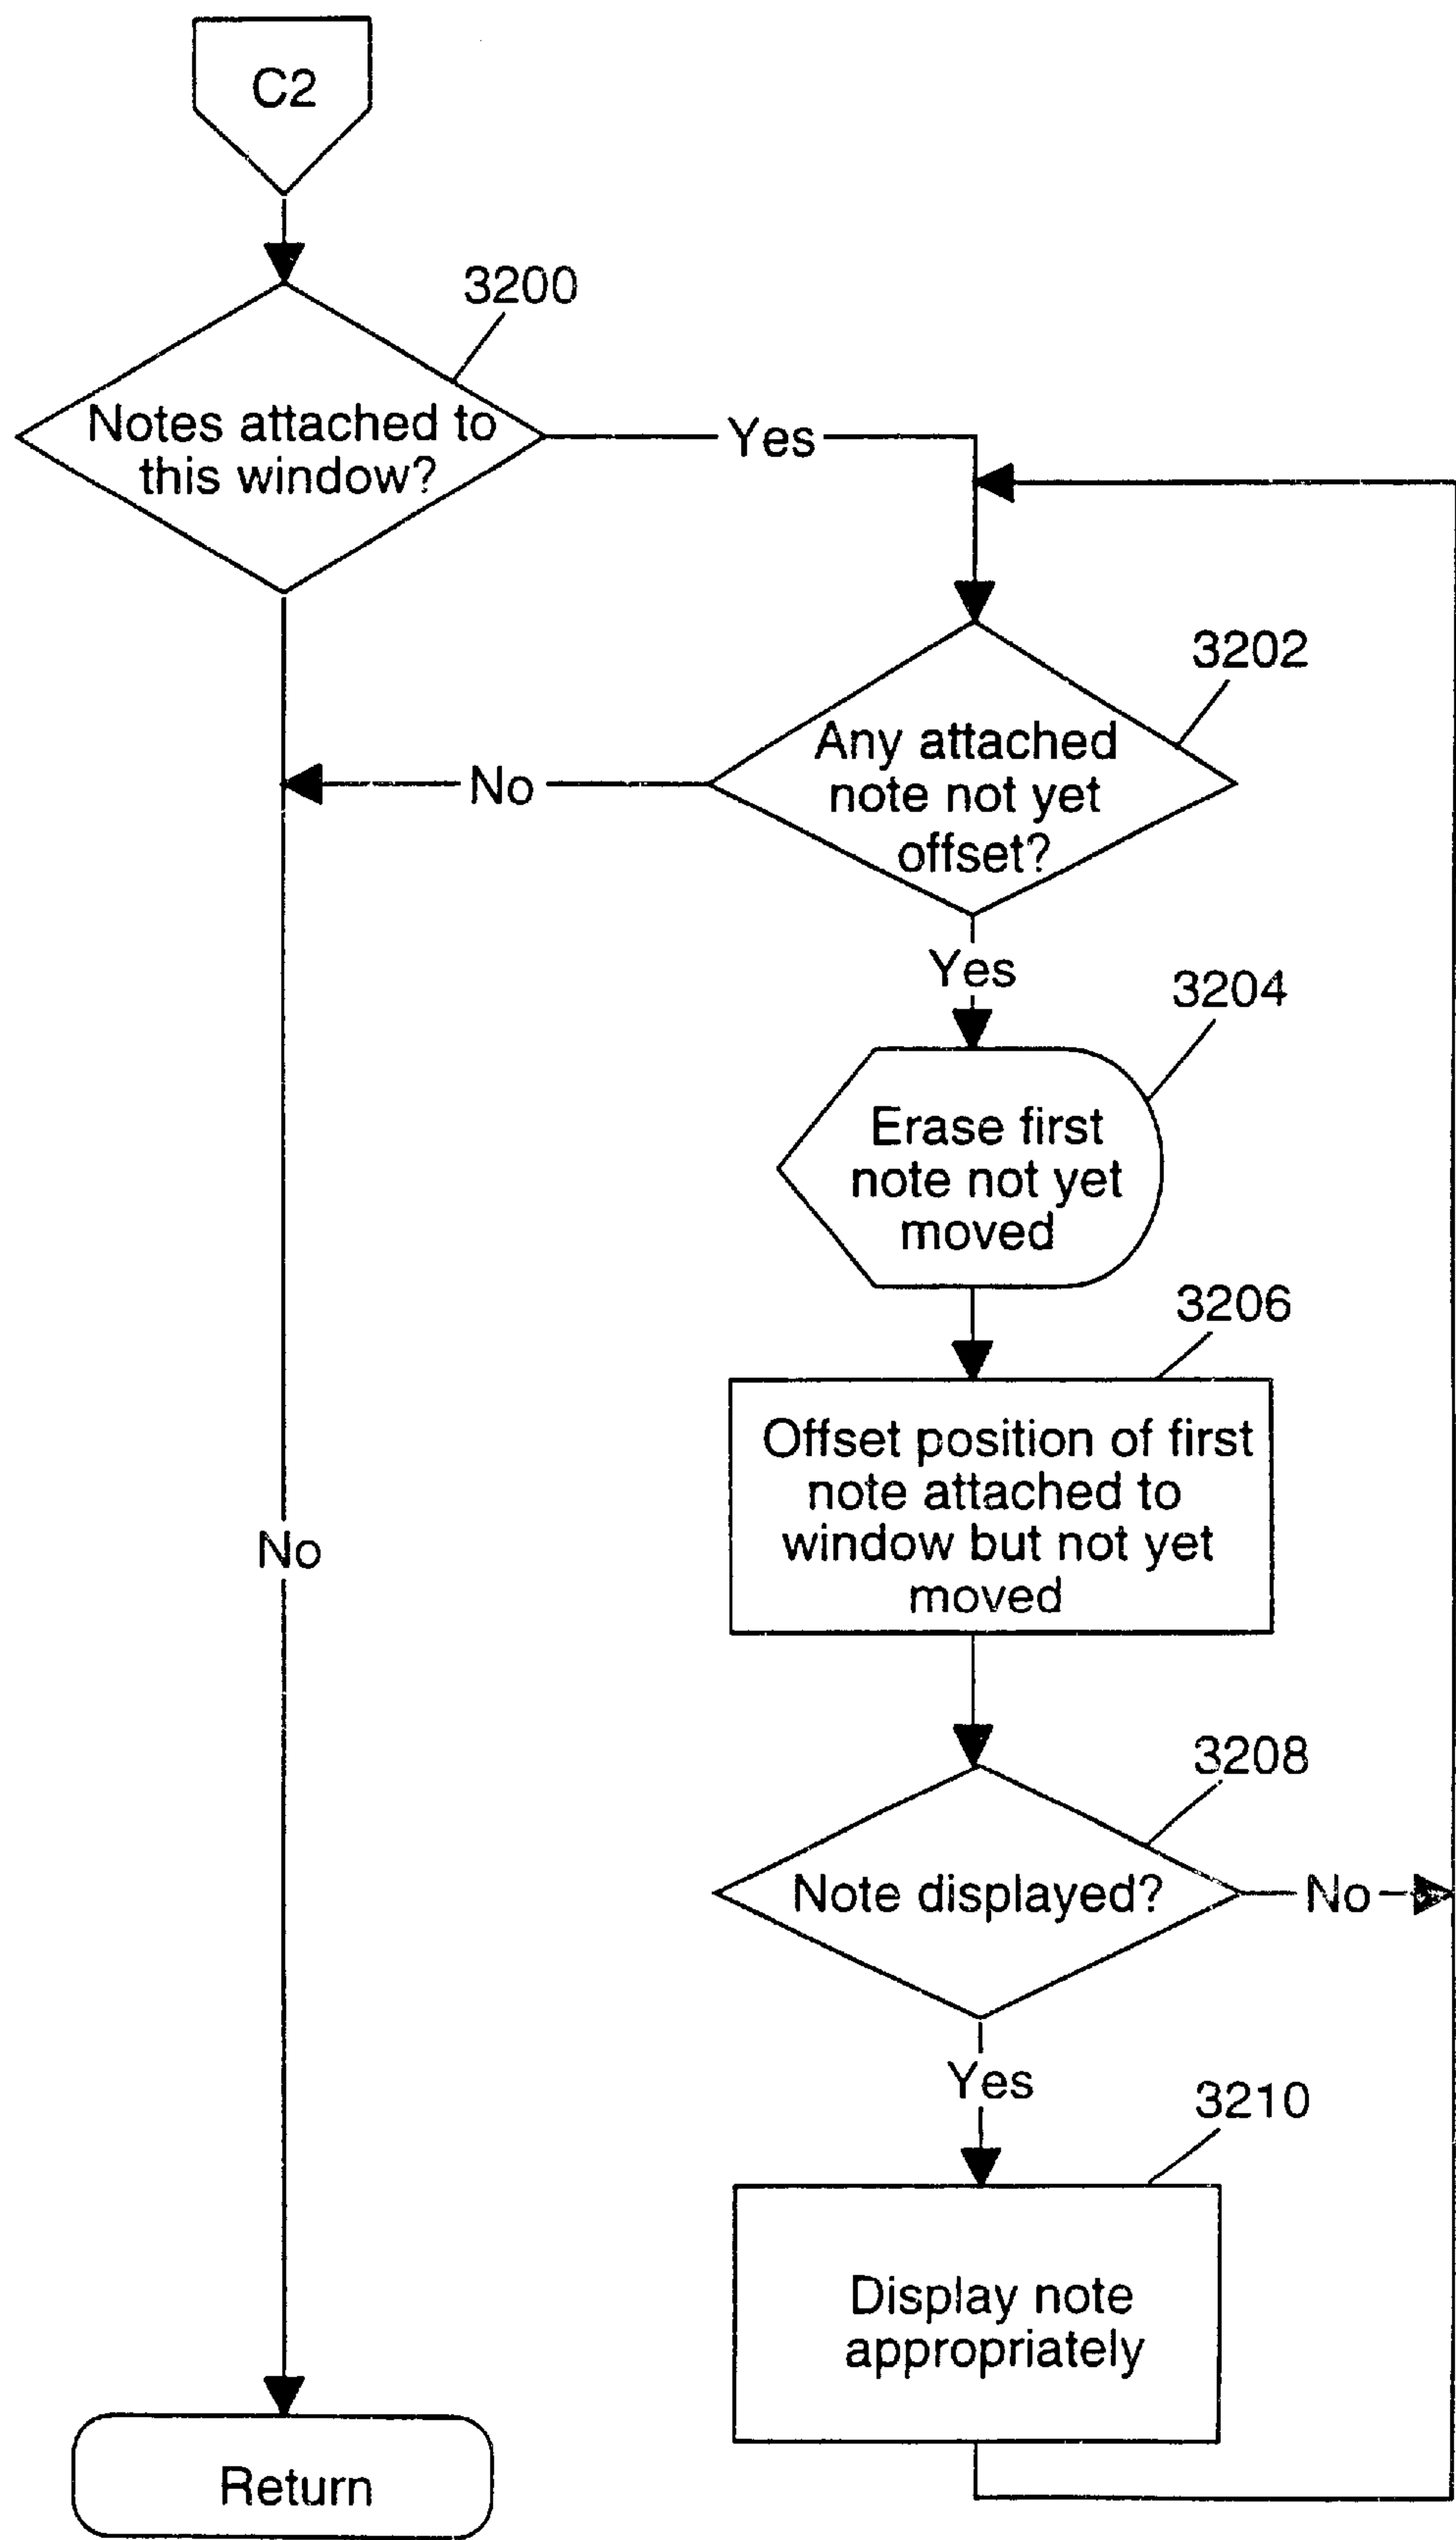 C2
3200
Notes attached to
this window?
Yes
3202
Any attached
note not yet
offset?
No
Yes
3204
Erase first
note not yet
moved
3206
Offset position of first
note attached to
window but not yet
moved
No
3208
Note displayed?
No
Yes
3210
Display note
appropriately
Return